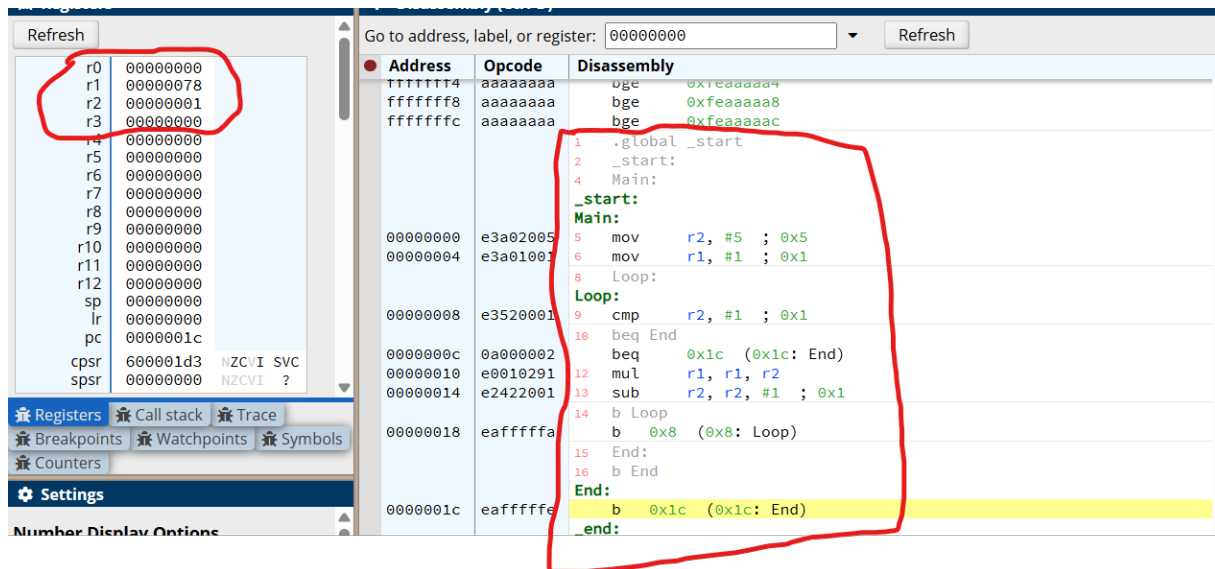 Refresh
r0 00000000
r1 00000078
r2 00000001
r3 00000000
r4 00000000
r5 00000000
r6 00000000
r7 00000000
r8 00000000
r9 00000000
r10 00000000
r11 00000000
r12 00000000
sp 00000000
lr 00000000
pc 0000001c
cpsr 600001d3 NZCVI SVC
spsr 00000000 NZCVI ?
Registers Call stack Trace
Breakpoints Watchpoints Symbols
Counters
Settings
Number Display Options
Go to address, label, or register: 00000000 Refresh
Address Opcode Disassembly
fffffff4 aaaaaaaa bge 0xfeaaaaa4
fffffff8 aaaaaaaa bge 0xfeaaaaa8
fffffffc aaaaaaaa bge 0xfeaaaaac
1 .global _start
2 _start:
4 Main:
_start:
Main:
00000000 e3a02005 5 mov r2, #5 ; 0x5
00000004 e3a01001 6 mov r1, #1 ; 0x1
8 Loop:
Loop:
00000008 e3520001 9 cmp r2, #1 ; 0x1
10 beq End
0000000c 0a000002 beq 0x1c (0x1c: End)
00000010 e0010291 12 mul r1, r1, r2
00000014 e2422001 13 sub r2, r2, #1 ; 0x1
14 b Loop
00000018 eafffffa b 0x8 (0x8: Loop)
15 End:
16 b End
End:
0000001c eafffffe b 0x1c (0x1c: End)
_end: